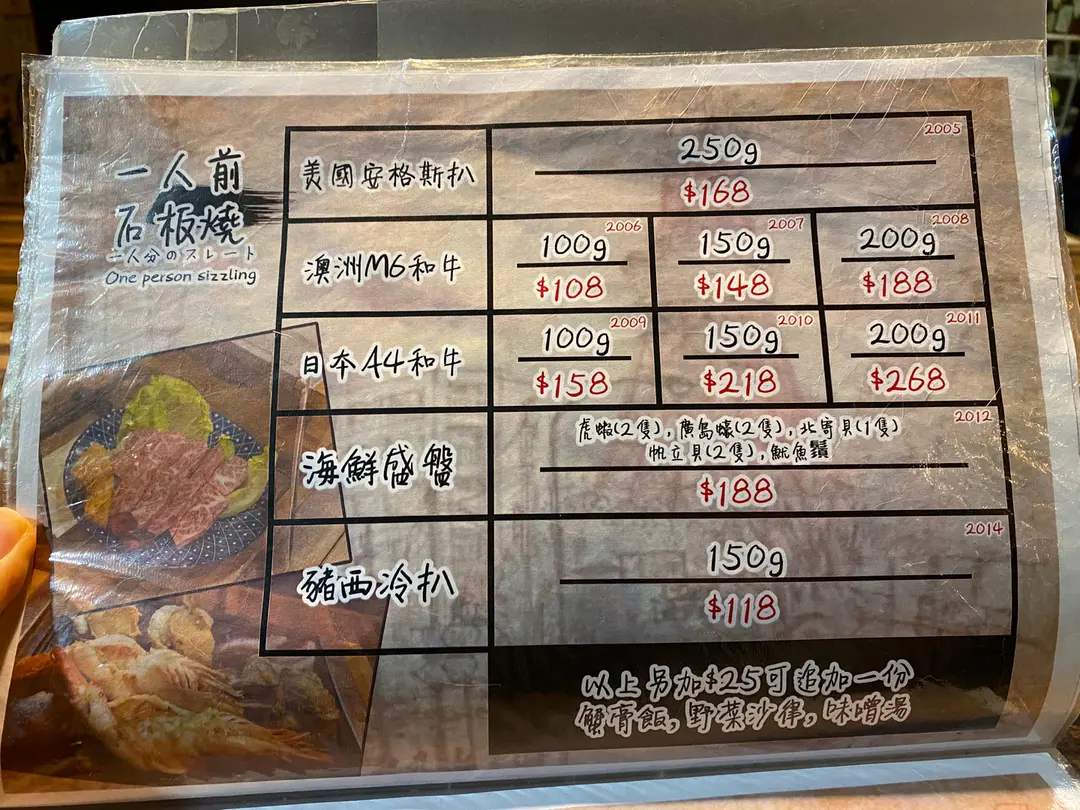 一人前
石板燒
一人分のスレート
One person sizzling
美國安格斯扒
2005
250g
$168
澳洲M6和牛
2006
100g
$108
2007
150g
$148
2008
200g
$188
日本A4和牛
2009
100g
$158
2010
150g
$218
2011
200g
$268
海鮮盛盤
2012
虎蝦(2隻),廣島蠔(2隻),北寄貝(1隻)
帆立貝(2隻),魷魚鬚
$188
豬西冷扒
2014
150g
$118
以上另加$25可追加一份
蟹膏飯,野菜沙律,味噌湯